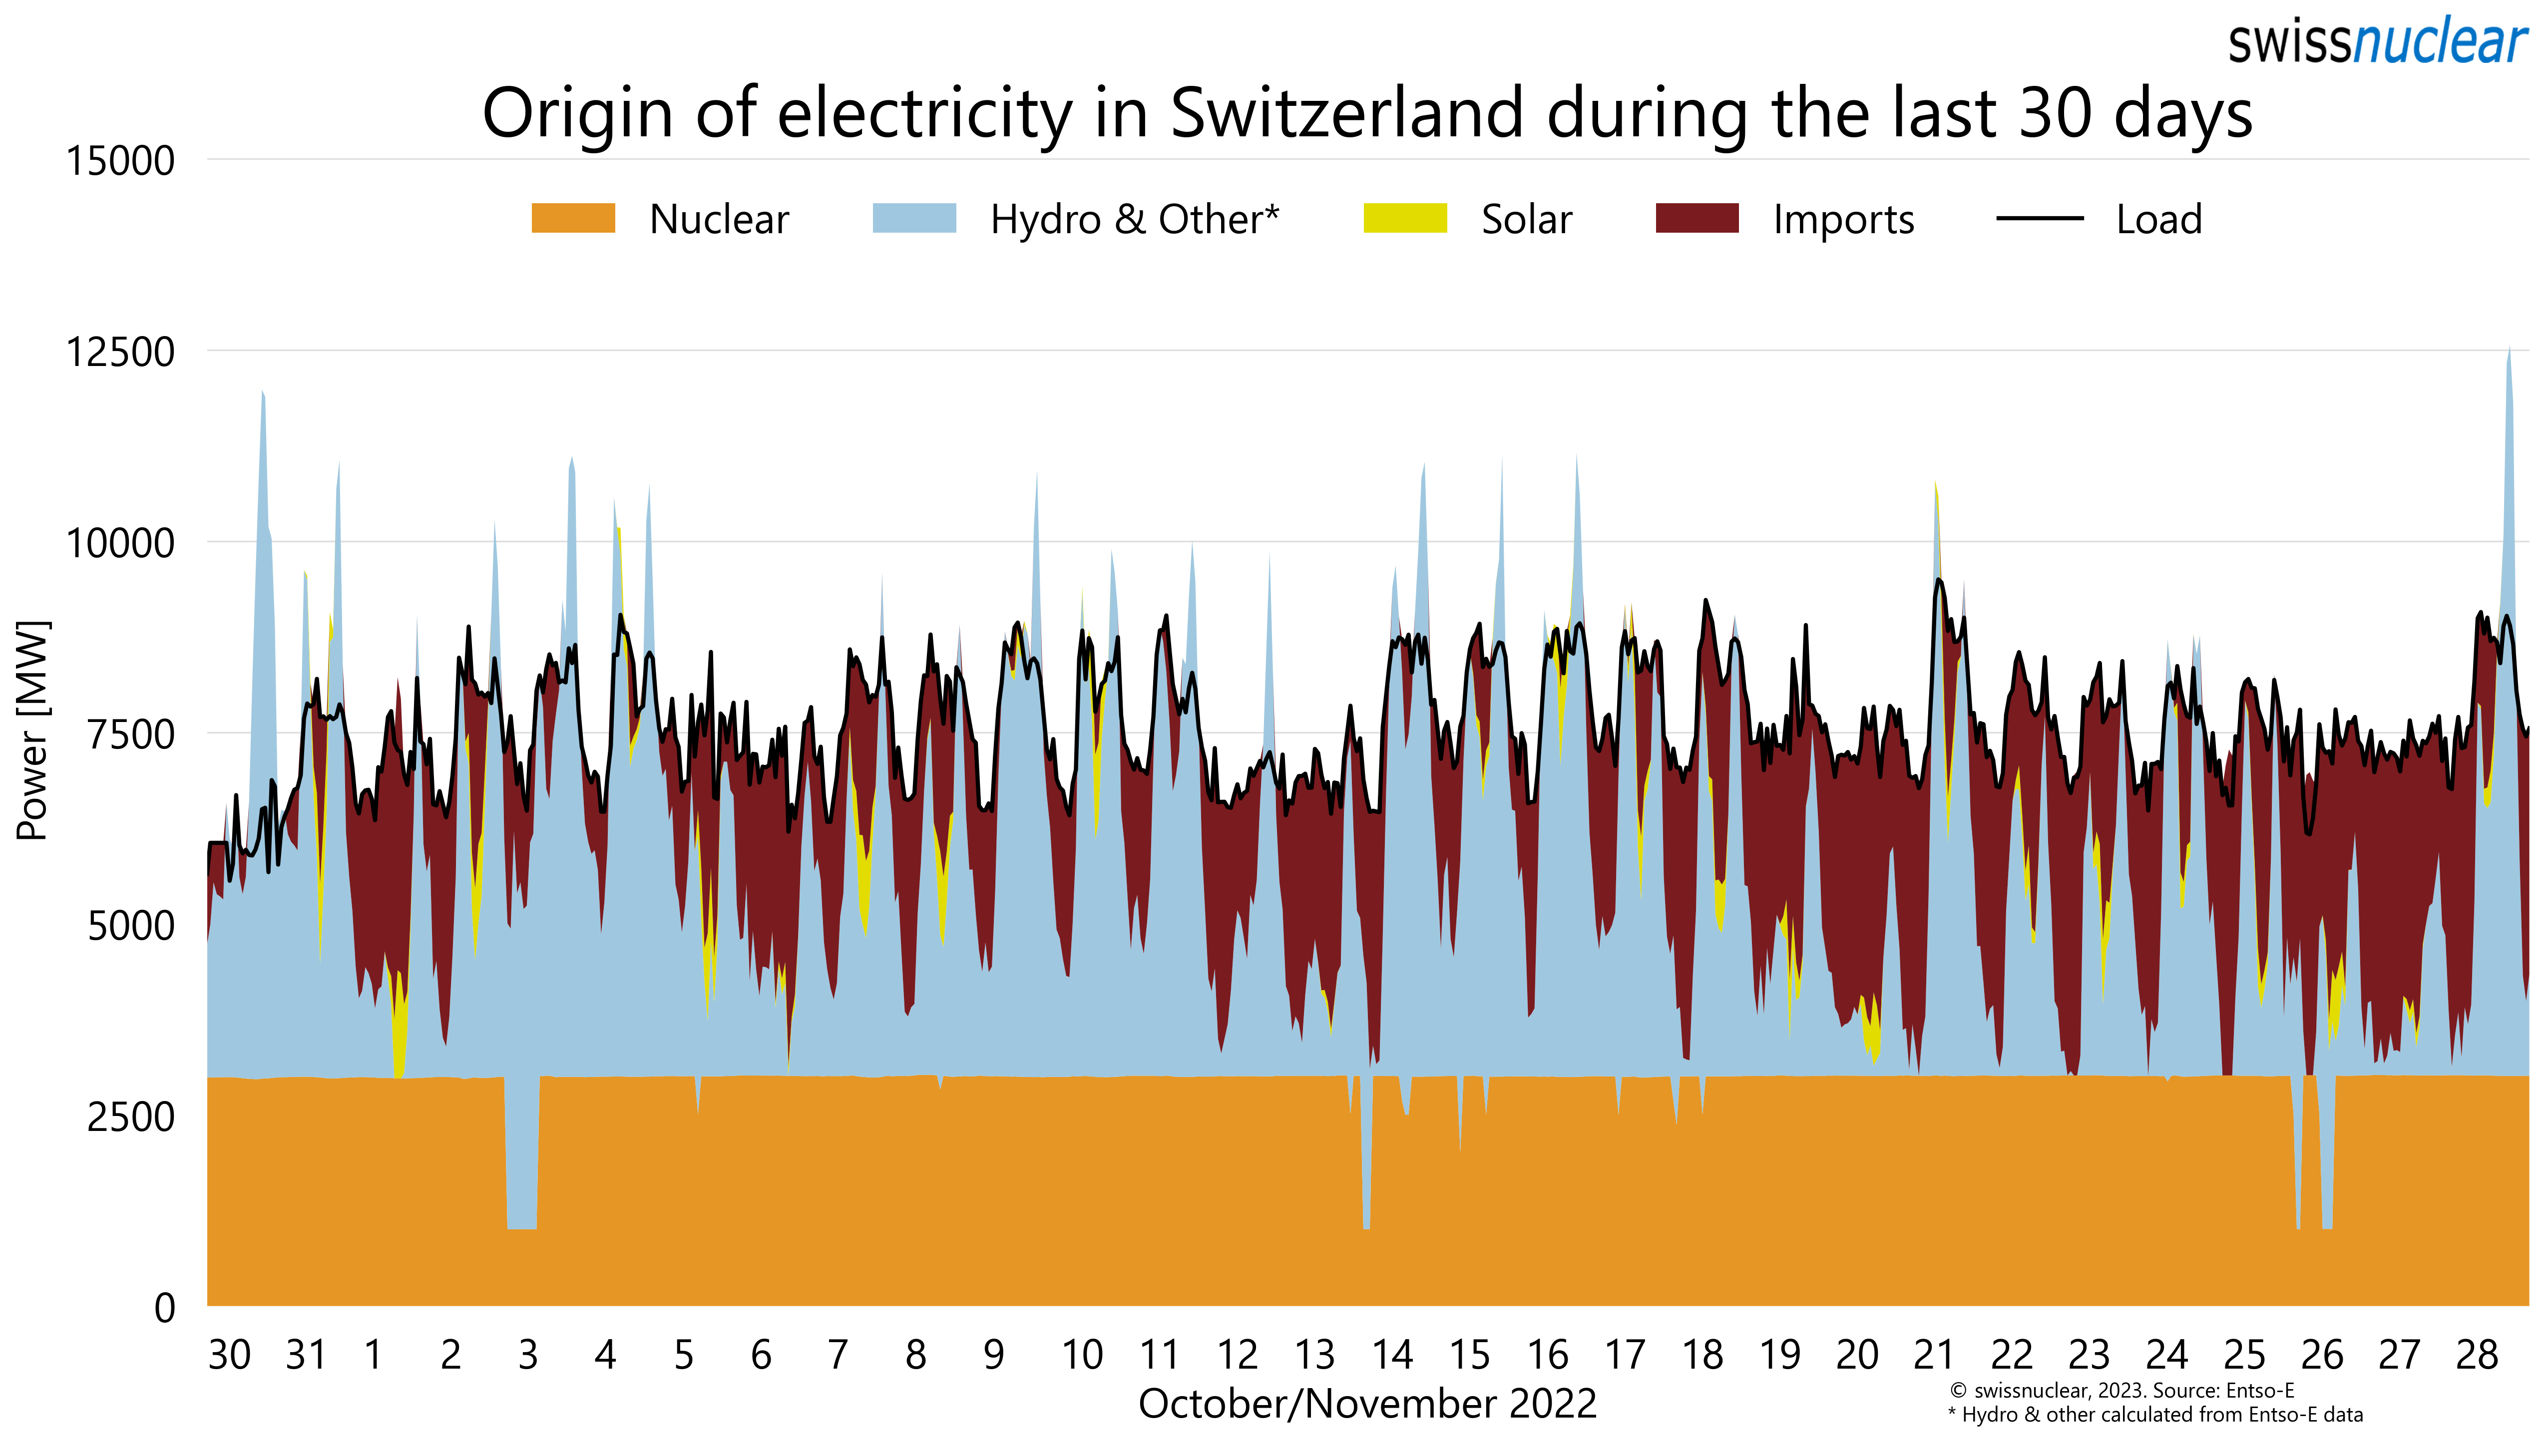 swissnuclear
Origin of electricity in Switzerland during the last 30 days
15000
Nuclear Hydro & Other* Solar Imports Load
12500
10000
7500
5000
2500
0
Power [MW]
30 31 1 2 3 4 5 6 7 8 9 10 11 12 13 14 15 16 17 18 19 20 21 22 23 24 25 26 27 28
October/November 2022
© swissnuclear, 2023. Source: Entso-E
* Hydro & other calculated from Entso-E data